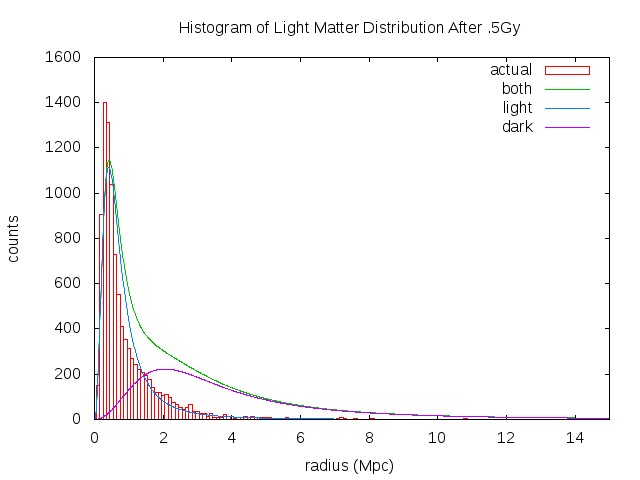 Histogram of Light Matter Distribution After .5Gy
1600
1400
1200
1000
800
600
400
200
0
counts
actual
both
light
dark
0 2 4 6 8 10 12 14
radius (Mpc)